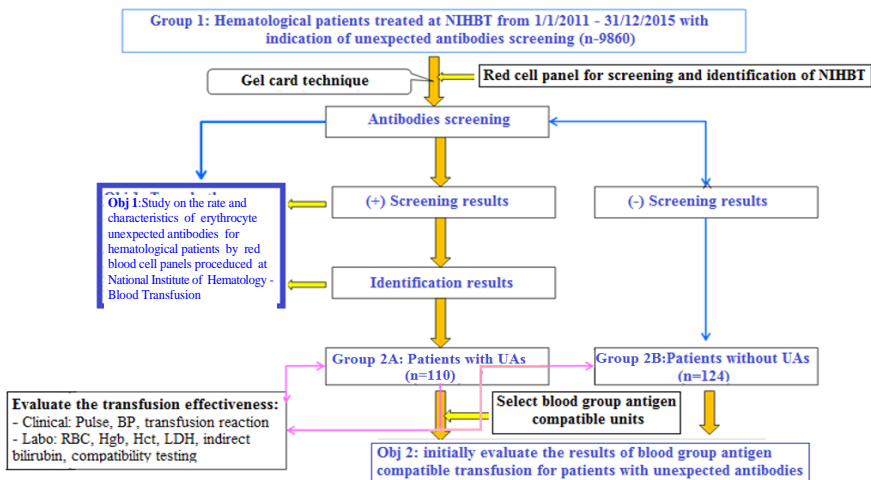 Group 1: Hematological patients treated at NIHBT from 1/1/2011 - 31/12/2015 with
indication of unexpected antibodies screening (n-9860)
Gel card technique
Red cell panel for screening and identification of NIHBT
Antibodies screening
Obj 1:Study on the rate and
characteristics of erythrocyte
unexpected antibodies for
hematological patients by red
blood cell panels proceduced at
National Institute of Hematology -
Blood Transfusion
(+) Screening results
(-) Screening results
Identification results
Group 2A: Patients with UAs
(n=110)
Group 2B:Patients without UAs
(n=124)
Evaluate the transfusion effectiveness:
- Clinical: Pulse, BP, transfusion reaction
- Labo: RBC, Hgb, Hct, LDH, indirect
bilirubin, compatibility testing
Select blood group antigen
compatible units
Obj 2: initially evaluate the results of blood group antigen
compatible transfusion for patients with unexpected antibodies